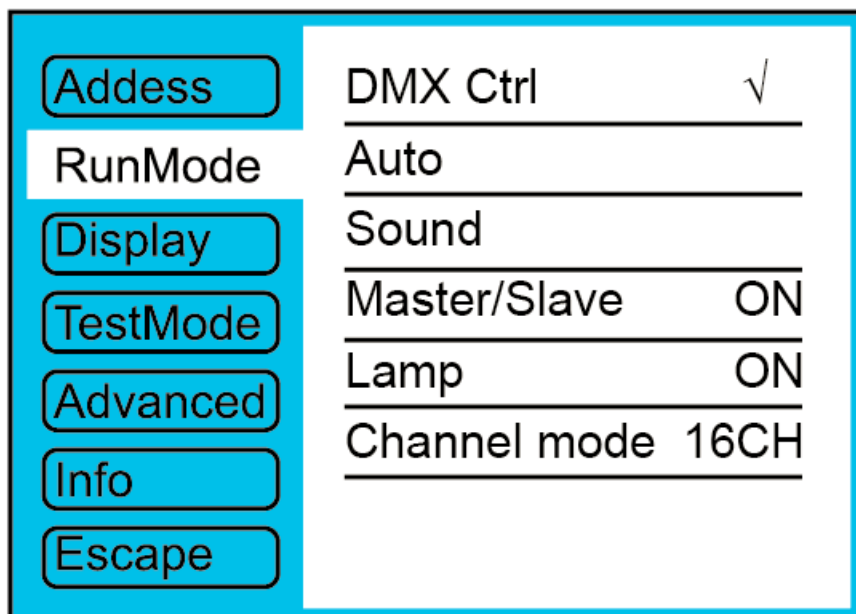 Addess
RunMode
Display
TestMode
Advanced
Info
Escape
DMX Ctrl √
Auto
Sound
Master/Slave ON
Lamp ON
Channel mode 16CH